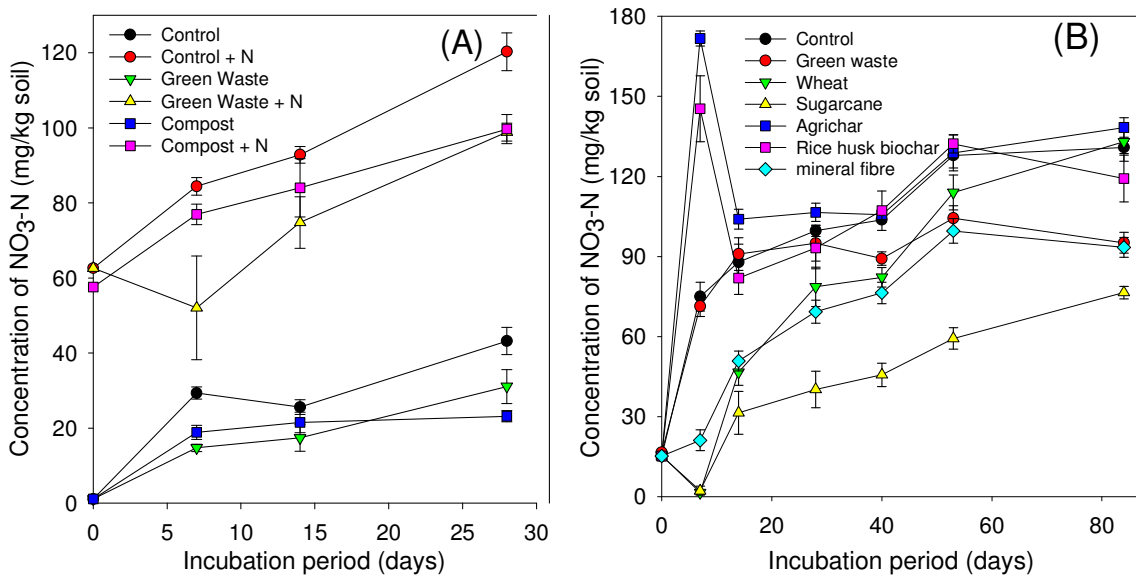 (A)
Control
Control + N
Green Waste
Green Waste + N
Compost
Compost + N
Concentration of NO3-N (mg/kg soil)
120
100
80
60
40
20
0
0 5 10 15 20 25 30
Incubation period (days)
(B)
Control
Green waste
Wheat
Sugarcane
Agrichar
Rice husk biochar
mineral fibre
Concentration of NO3-N (mg/kg soil)
180
150
120
90
60
30
0
0 20 40 60 80
Incubation period (days)